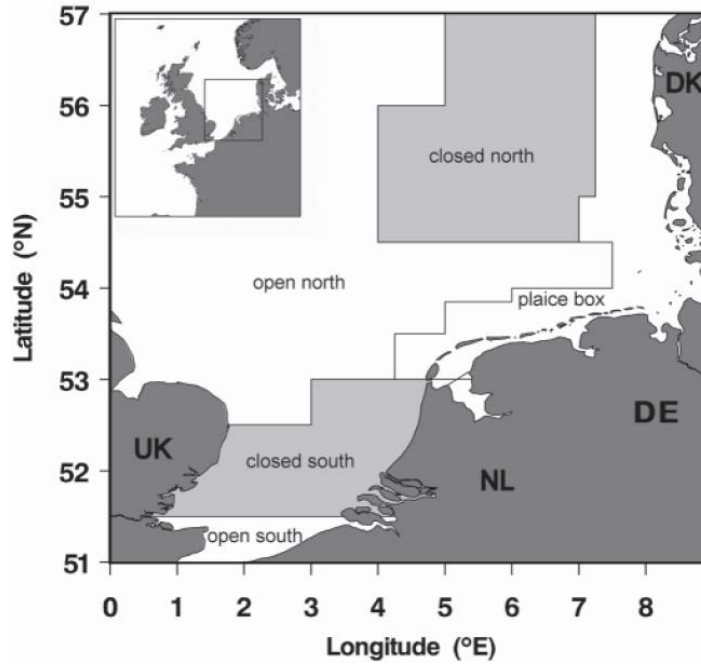 57
56
55
54
53
52
51
Latitude (°N)
DK
closed north
open north
plaice box
DE
UK
closed south
NL
open south
0 1 2 3 4 5 6 7 8
Longitude (°E)